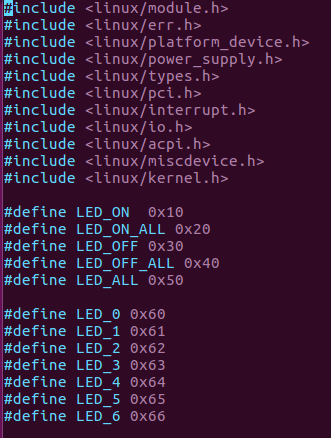 #include <linux/module.h>
#include <linux/err.h>
#include <linux/platform_device.h>
#include <linux/power_supply.h>
#include <linux/types.h>
#include <linux/pci.h>
#include <linux/interrupt.h>
#include <linux/io.h>
#include <linux/acpi.h>
#include <linux/miscdevice.h>
#include <linux/kernel.h>

#define LED_ON  0x10
#define LED_ON_ALL 0x20
#define LED_OFF 0x30
#define LED_OFF_ALL 0x40
#define LED_ALL 0x50

#define LED_0 0x60
#define LED_1 0x61
#define LED_2 0x62
#define LED_3 0x63
#define LED_4 0x64
#define LED_5 0x65
#define LED_6 0x66